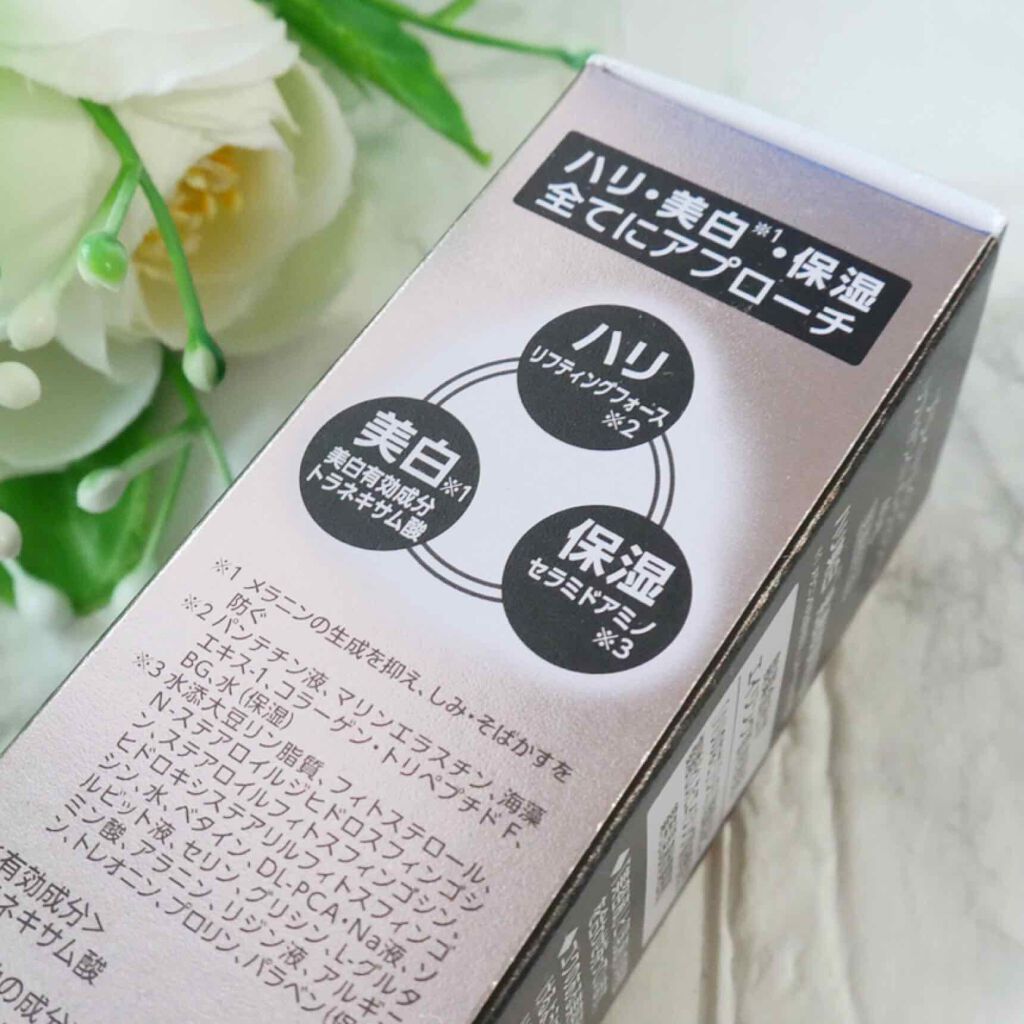 ハリ・美白※1・保湿
全てにアプローチ
ハリ
リフティングフォース
※2
美白※1
美白有効成分
トラネキサム酸
保湿
セラミドアミノ
※3
※1 メラニンの生成を抑え、しみ・そばかすを
防ぐ
※2 パンテチン液、マリンエラスチン、海藻
エキス-1、コラーゲン・トリペプチド F、
BG、水 (保湿)
※3 水添大豆リン脂質、フィトステロール、
N-ステアロイルジヒドロスフィンゴシ
ン、ステアロイルフィトスフィンゴシン、
ヒドロキシステアリルフィトスフィンゴ
シン、水、ベタイン、DL-PCA・Na液、ソ
ルビット液、セリン、グリシン、L-グルタ
ミン酸、アラニン、リジン液、アルギニ
ン、トレオニン、プロリン、パラベン(保
有効成分>
ネキサム酸
の成分